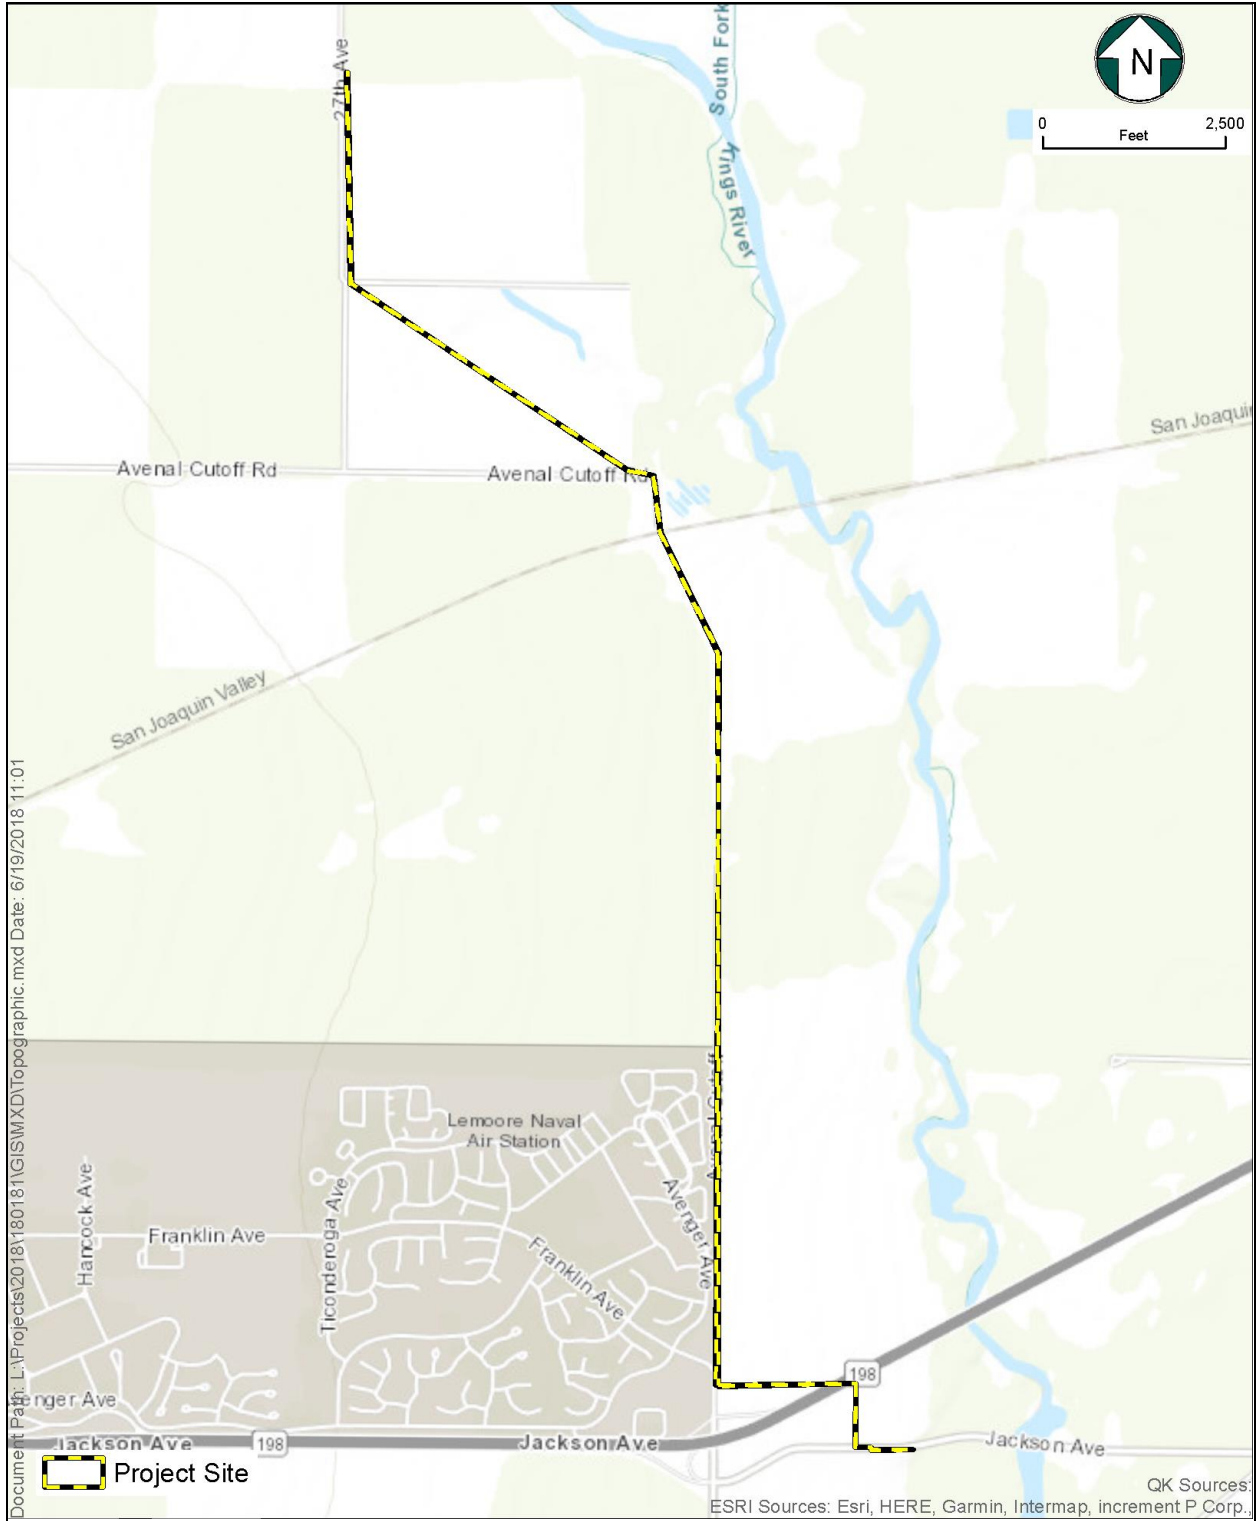 27th Ave
South Fork
Kings River
N
0
2,500
Feet
San Joaquin
Avenal Cutoff Rd
Avenal Cutoff Rd
San Joaquin Valley
Document Path: L:\Projects\2018\180181\GIS\MXD\Topographic.mxd Date: 6/19/2018 11:01
Lemoore Naval
Air Station
Avenal Cutoff
Hancock Ave
Franklin Ave
Ticonderoga Ave
Franklin Ave
Avenger Ave
198
enger Ave
Jackson Ave
198
Jackson Ave
Jackson Ave
Project Site
QK Sources:
ESRI Sources: Esri, HERE, Garmin, Intermap, increment P Corp.,